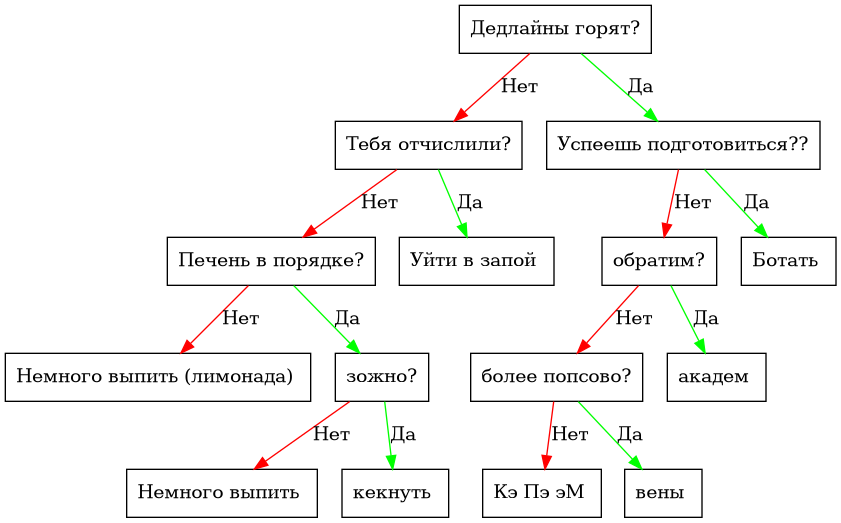 Дедлайны горят?
Нет
Да
Тебя отчислили?
Успеешь подготовиться??
Нет
Да
Нет
Да
Печень в порядке?
Уйти в запой
обратим?
Ботать
Нет
Да
Нет
Да
Немного выпить (лимонада)
зожно?
более попсово?
академ
Нет
Да
Нет
Да
Немного выпить
кекнуть
Кэ Пэ эМ
вены